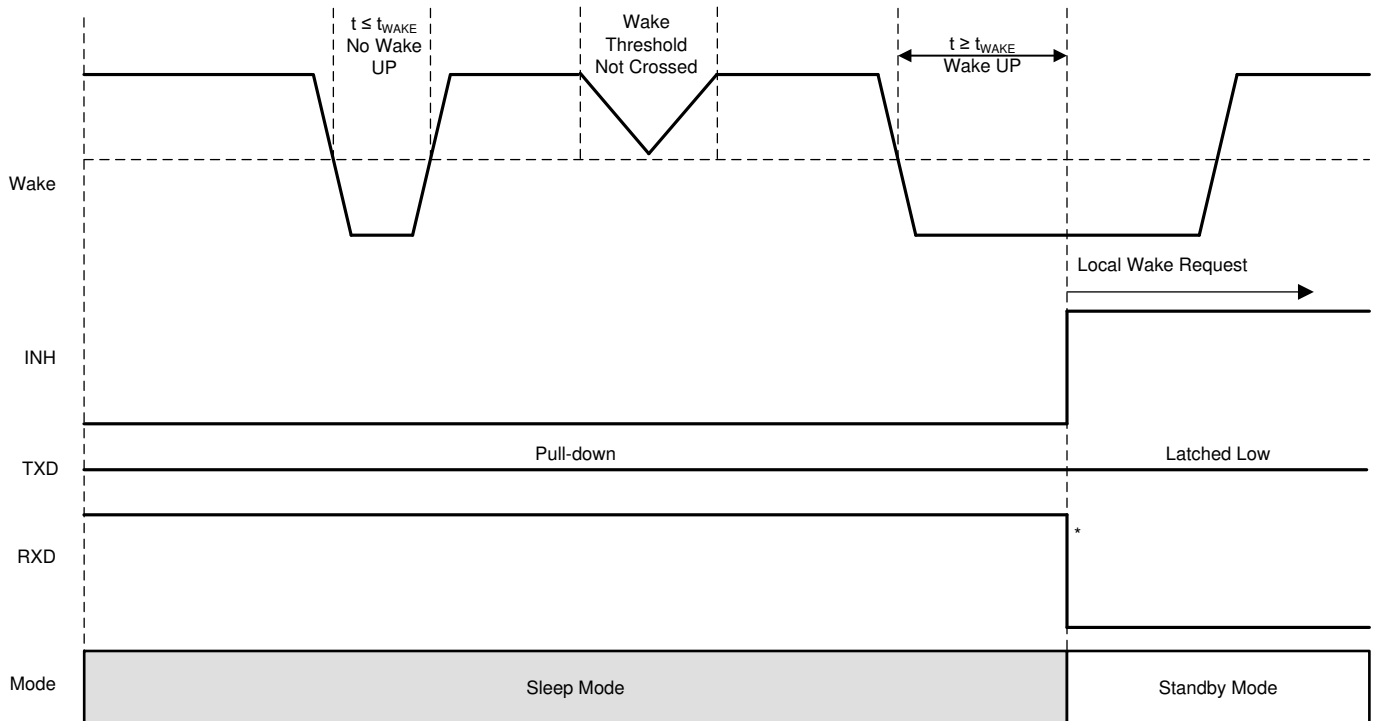 t ≤ tWAKE
No Wake
UP
Wake
Threshold
Not Crossed
t ≥ tWAKE
Wake UP
Wake
Local Wake Request
INH
Pull-down
Latched Low
TXD
*
RXD
Mode
Sleep Mode
Standby Mode